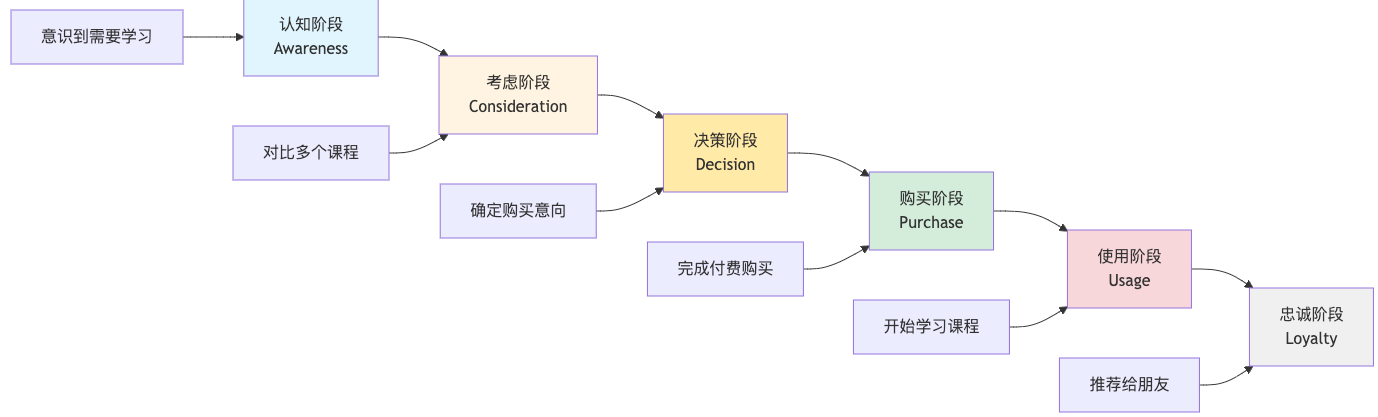 意识到需要学习
认知阶段
Awareness
对比多个课程
考虑阶段
Consideration
确定购买意向
决策阶段
Decision
完成付费购买
购买阶段
Purchase
开始学习课程
使用阶段
Usage
推荐给朋友
忠诚阶段
Loyalty